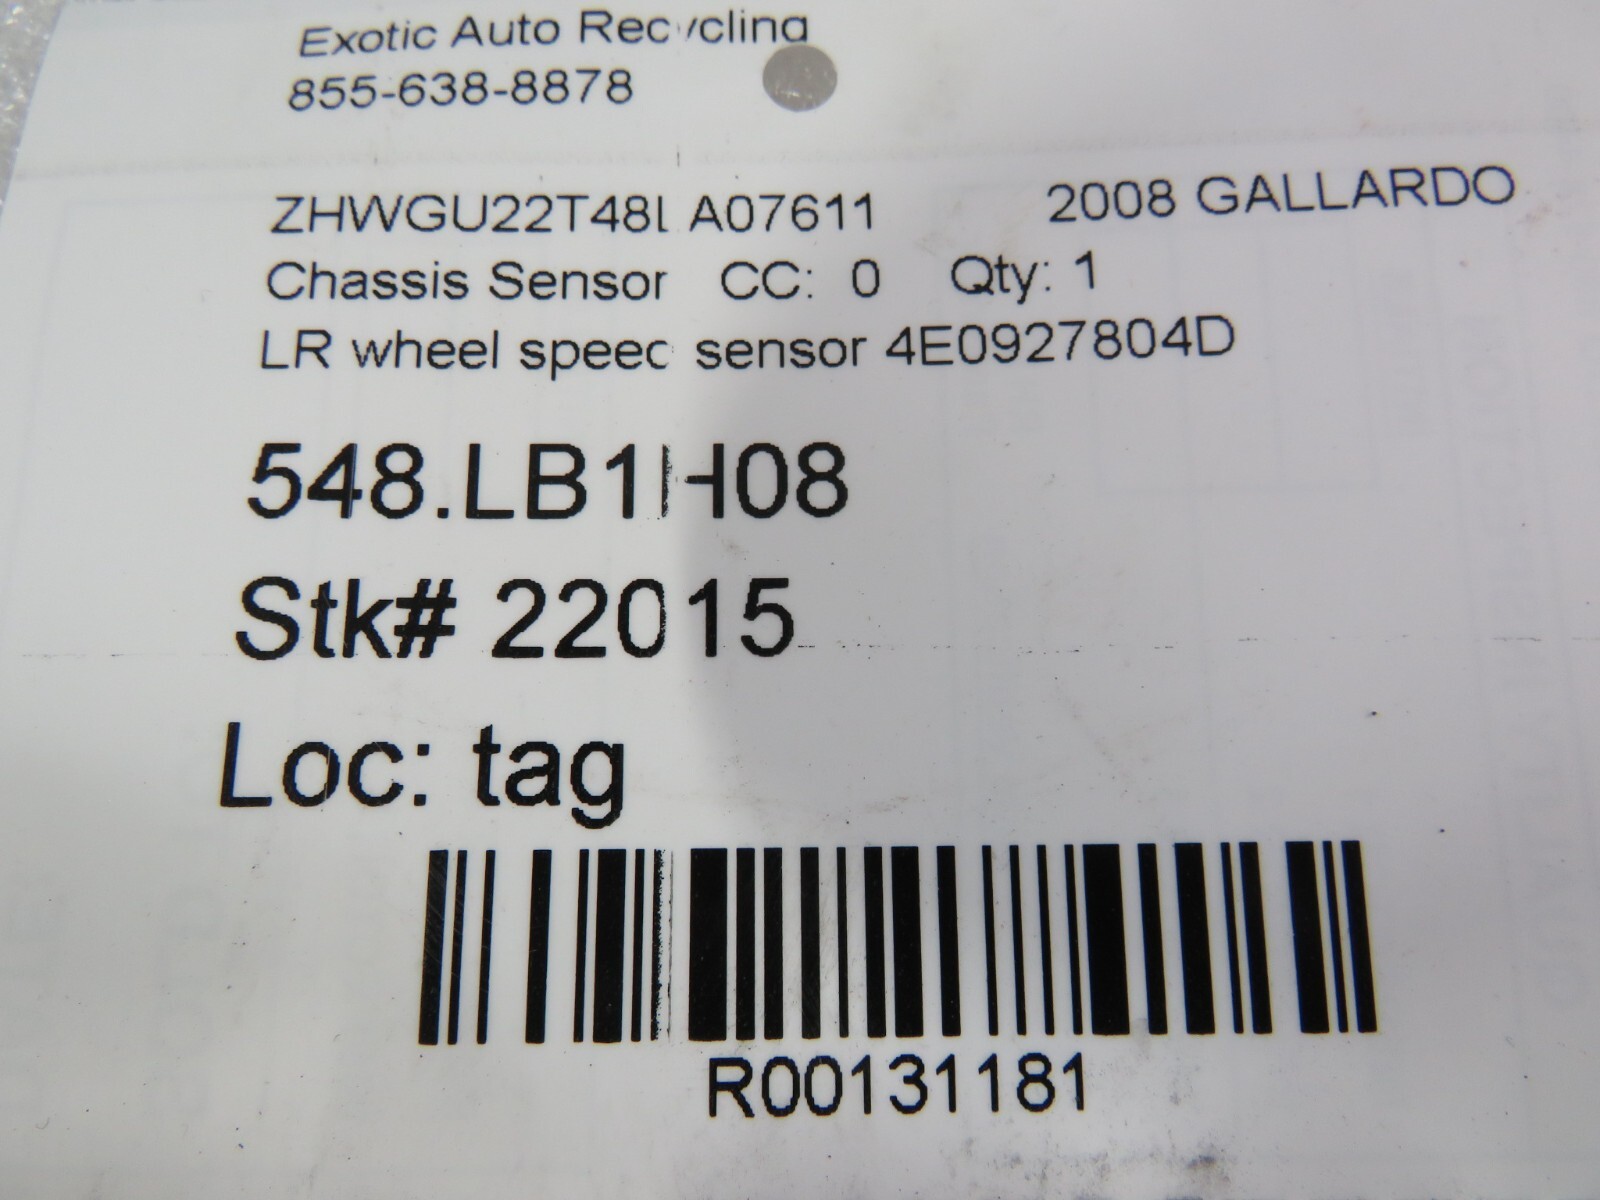 Exotic Auto Recycling
855-638-8878
ZHWGU22T48LA07611 2008 GALLARDO
Chassis Sensor CC: 0 Qty: 1
LR wheel speed sensor 4E0927804D
548.LB1H08
Stk# 22015
Loc: tag
R00131181